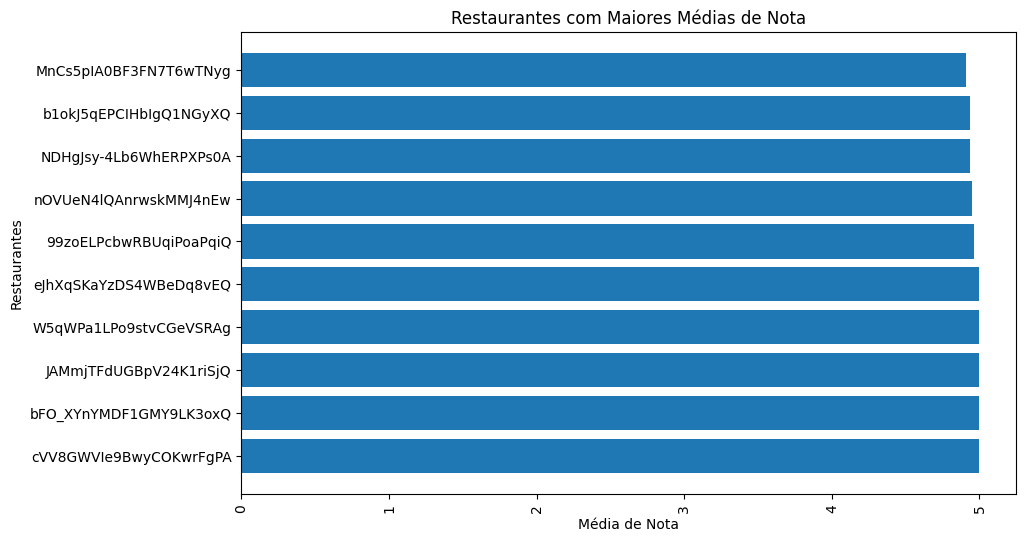 Restaurantes com Maiores Médias de Nota
Restaurantes
MnCs5pIA0BF3FN7T6wTNyg
b1okJ5qEPCIHbIgQ1NGyXQ
NDHgJsy-4Lb6WhERPXPs0A
nOVUeN4lQAnrwskMMJ4nEw
99zoELPcbwRBUqiPoaPqiQ
eJhXqSKaYzDS4WBeDq8vEQ
W5qWPa1LPo9stvCGeVSRAg
JAMmjTFdUGBpV24K1riSjQ
bFO_XYnYMDF1GMY9LK3oxQ
cVV8GWVIe9BwyCOKwrFgPA
0 1 2 3 4 5
Média de Nota